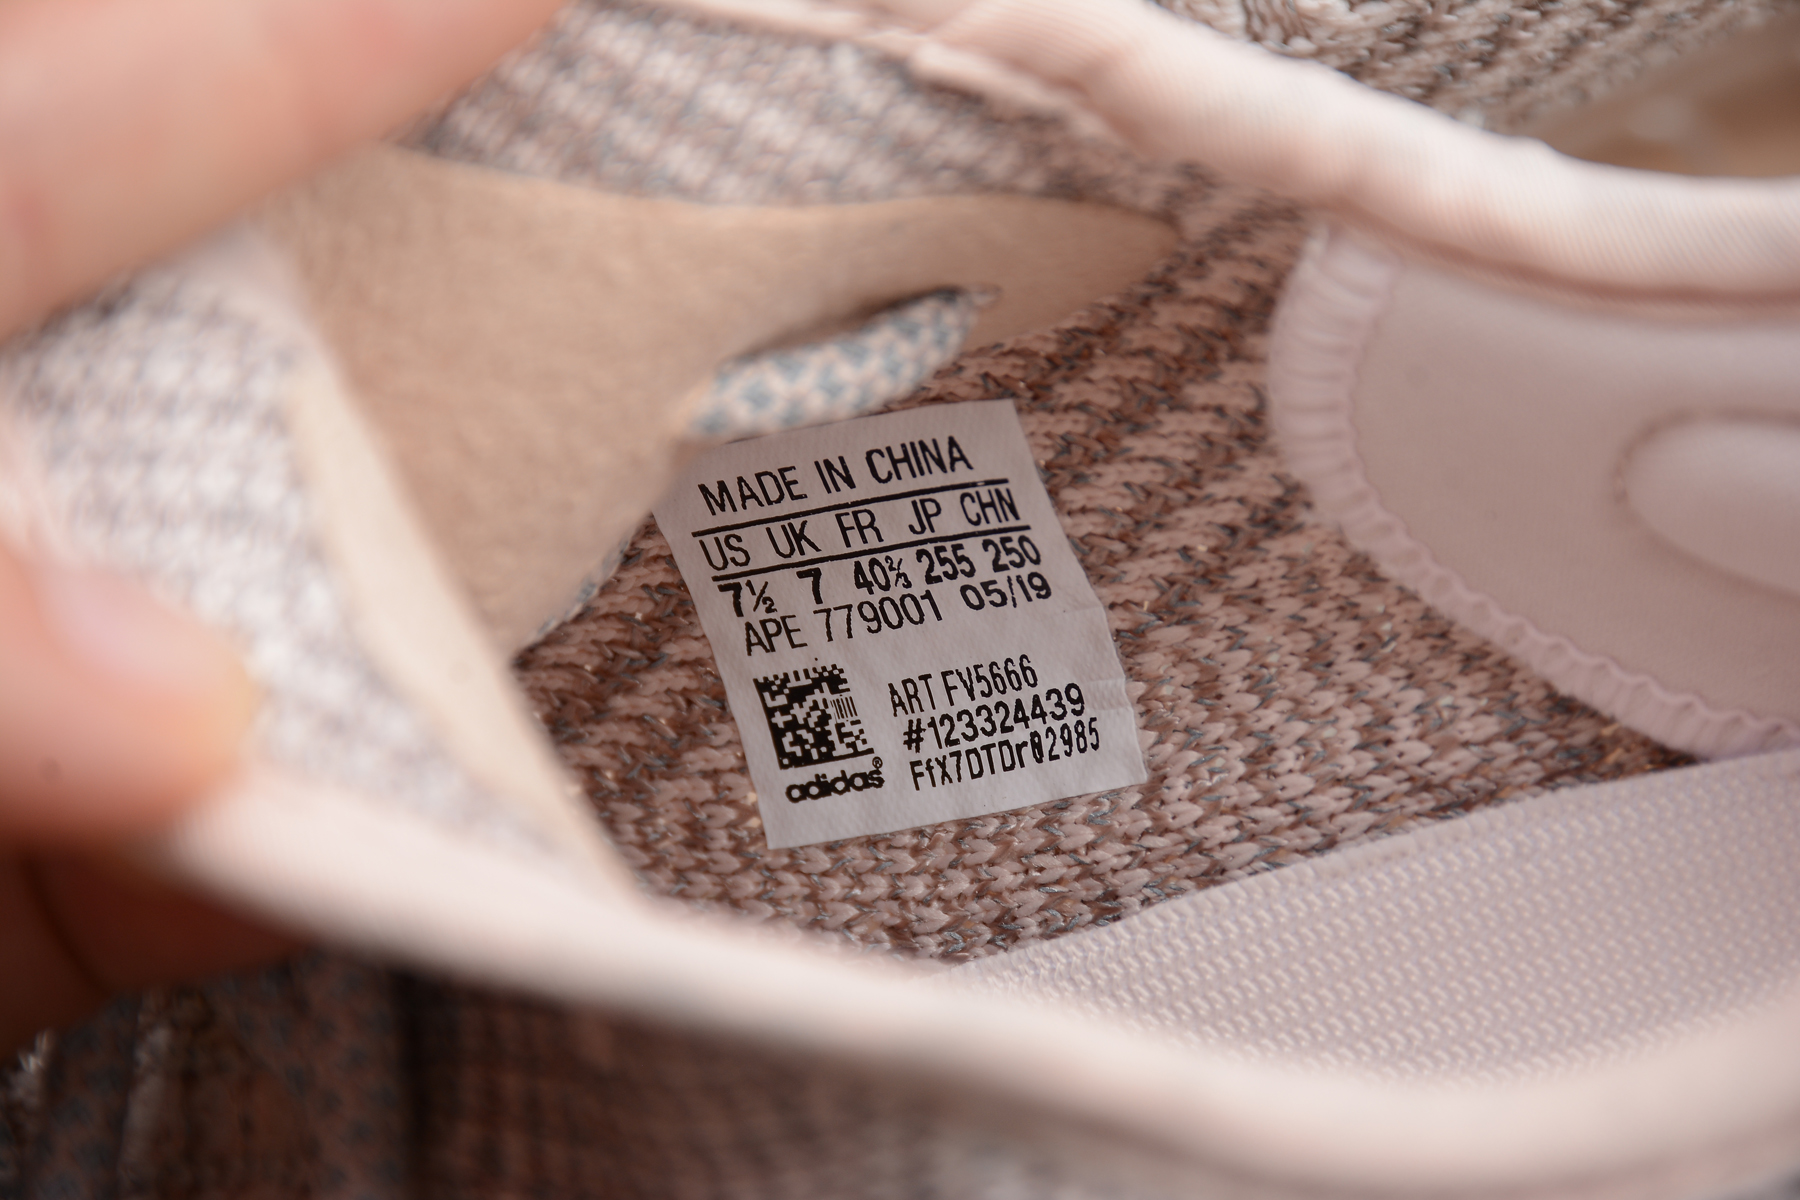 MADE IN CHINA
US UK FR JP CHN
7½ 7 40⅔ 255 250
APE 779001 05/19
ART FV5666
#123324439
FfX7DTDr02985
adidas®